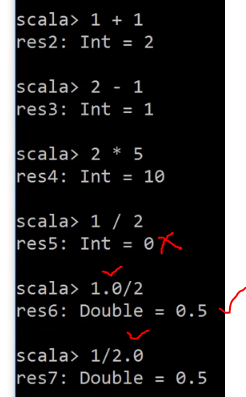 scala> 1 + 1
res2: Int = 2
scala> 2 - 1
res3: Int = 1
scala> 2 * 5
res4: Int = 10
scala> 1 / 2
res5: Int = 0
scala> 1.0/2
res6: Double = 0.5
scala> 1/2.0
res7: Double = 0.5